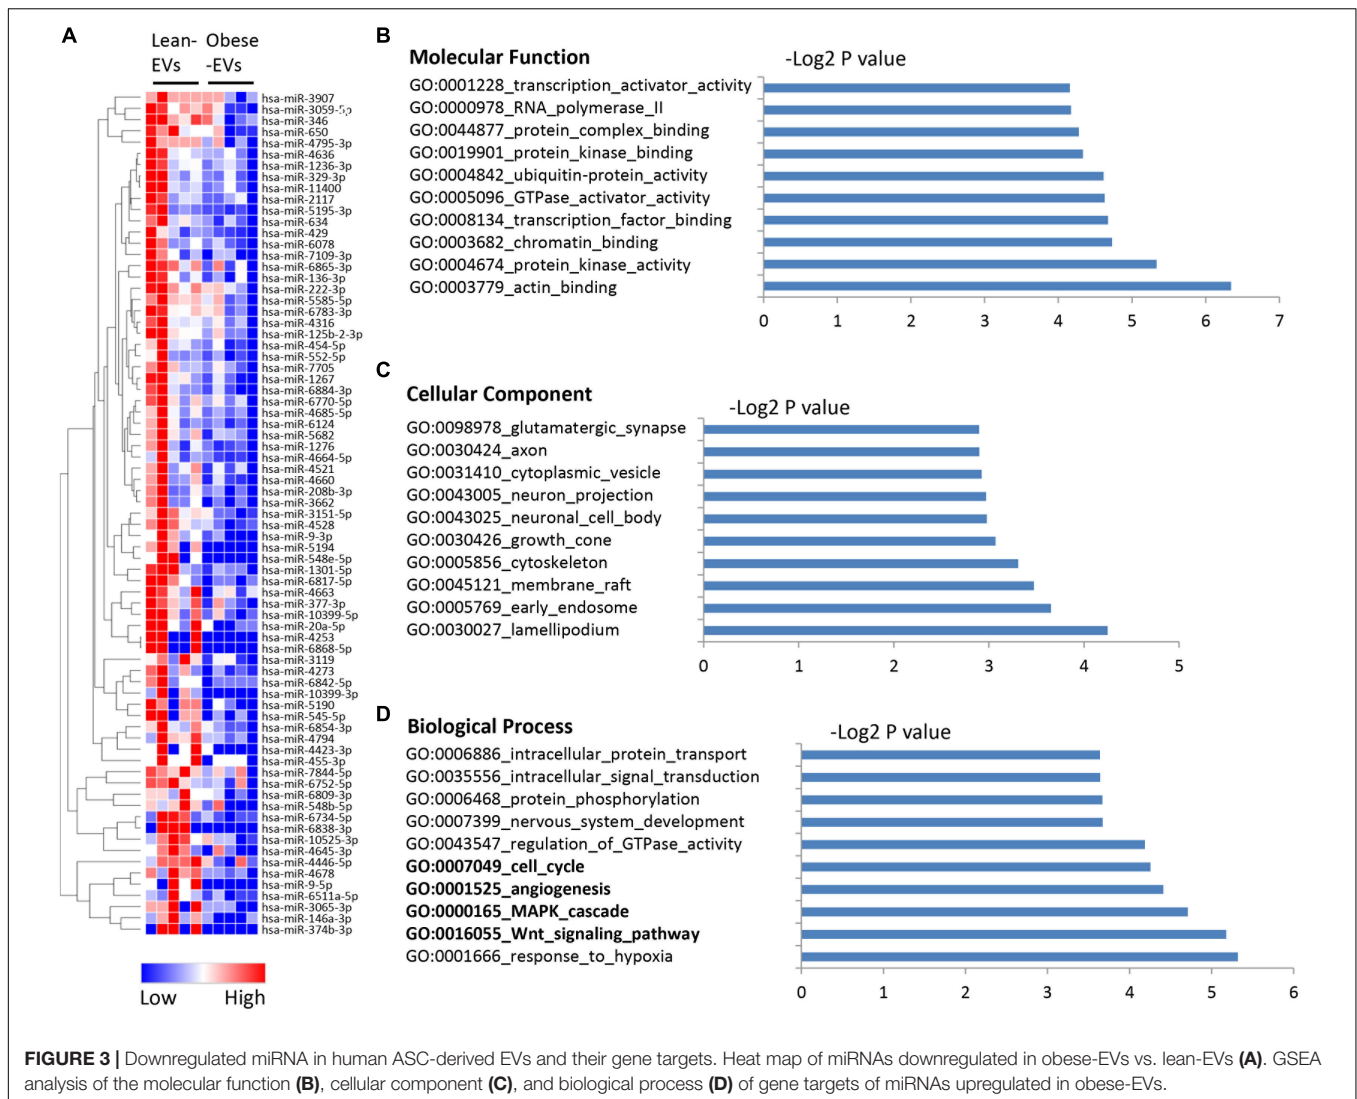 A
Lean-
EVs
Obese
-EVs
hsa-miR-3907
hsa-miR-3059-5p
hsa-miR-346
hsa-miR-650
hsa-miR-4795-3p
hsa-miR-4636
hsa-miR-1236-3p
hsa-miR-329-3p
hsa-miR-11400
hsa-miR-2117
hsa-miR-5195-3p
hsa-miR-634
hsa-miR-429
hsa-miR-6078
hsa-miR-7109-3p
hsa-miR-6865-3p
hsa-miR-136-3p
hsa-miR-222-3p
hsa-miR-5585-5p
hsa-miR-6783-3p
hsa-miR-4316
hsa-miR-125b-2-3p
hsa-miR-454-5p
hsa-miR-552-5p
hsa-miR-7705
hsa-miR-1267
hsa-miR-6884-3p
hsa-miR-6770-5p
hsa-miR-4685-5p
hsa-miR-6124
hsa-miR-5682
hsa-miR-1276
hsa-miR-4664-5p
hsa-miR-4521
hsa-miR-4660
hsa-miR-208b-3p
hsa-miR-3662
hsa-miR-3151-5p
hsa-miR-4528
hsa-miR-9-3p
hsa-miR-5194
hsa-miR-548e-5p
hsa-miR-1301-5p
hsa-miR-6817-5p
hsa-miR-4663
hsa-miR-377-3p
hsa-miR-10399-5p
hsa-miR-20a-5p
hsa-miR-4253
hsa-miR-6868-5p
hsa-miR-3119
hsa-miR-4273
hsa-miR-6842-5p
hsa-miR-10399-3p
hsa-miR-5190
hsa-miR-545-5p
hsa-miR-6854-3p
hsa-miR-4794
hsa-miR-4423-3p
hsa-miR-455-3p
hsa-miR-7844-5p
hsa-miR-6752-5p
hsa-miR-6809-3p
hsa-miR-548b-5p
hsa-miR-6734-5p
hsa-miR-6838-3p
hsa-miR-10525-3p
hsa-miR-4645-3p
hsa-miR-4446-5p
hsa-miR-4678
hsa-miR-9-5p
hsa-miR-6511a-5p
hsa-miR-3065-3p
hsa-miR-146a-3p
hsa-miR-374b-3p
Low High
B
Molecular Function
-Log2 P value
GO:0001228_transcription_activator_activity
GO:0000978_RNA_polymerase_II
GO:0044877_protein_complex_binding
GO:0019901_protein_kinase_binding
GO:0004842_ubiquitin-protein_activity
GO:0005096_GTPase_activator_activity
GO:0008134_transcription_factor_binding
GO:0003682_chromatin_binding
GO:0004674_protein_kinase_activity
GO:0003779_actin_binding
0 1 2 3 4 5 6 7
C
Cellular Component
-Log2 P value
GO:0098978_glutamatergic_synapse
GO:0030424_axon
GO:0031410_cytoplasmic_vesicle
GO:0043005_neuron_projection
GO:0043025_neuronal_cell_body
GO:0030426_growth_cone
GO:0005856_cytoskeleton
GO:0045121_membrane_raft
GO:0005769_early_endosome
GO:0030027_lamellipodium
0 1 2 3 4 5
D
Biological Process
-Log2 P value
GO:0006886_intracellular_protein_transport
GO:0035556_intracellular_signal_transduction
GO:0006468_protein_phosphorylation
GO:0007399_nervous_system_development
GO:0043547_regulation_of_GTPase_activity
GO:0007049_cell_cycle
GO:0001525_angiogenesis
GO:0000165_MAPK_cascade
GO:0016055_Wnt_signaling_pathway
GO:0001666_response_to_hypoxia
0 1 2 3 4 5 6
FIGURE 3 | Downregulated miRNA in human ASC-derived EVs and their gene targets. Heat map of miRNAs downregulated in obese-EVs vs. lean-EVs (A). GSEA
analysis of the molecular function (B), cellular component (C), and biological process (D) of gene targets of miRNAs upregulated in obese-EVs.